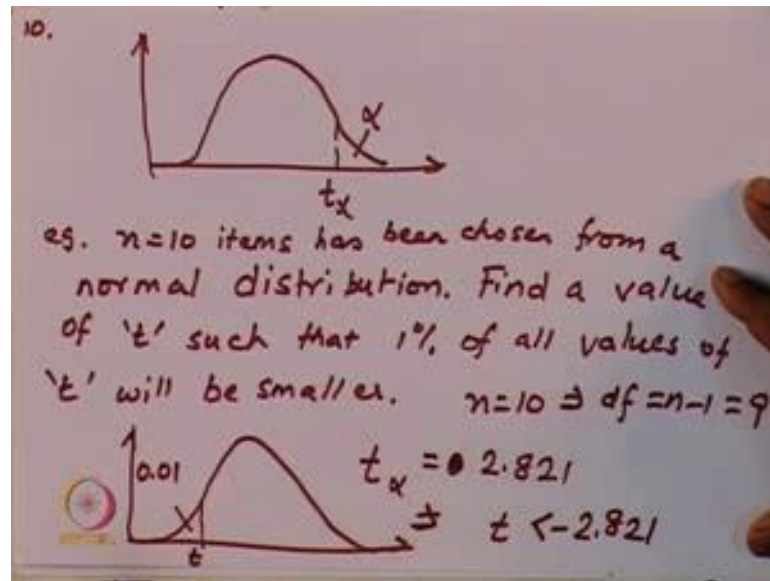 10.
α
tα
eg. n=10 items has been chosen from a
normal distribution. Find a value
of 't' such that 1% of all values of
't' will be smaller. n=10 ⇒ df =n-1=9
0.01
tα = 2.821
⇒ t <-2.821
t